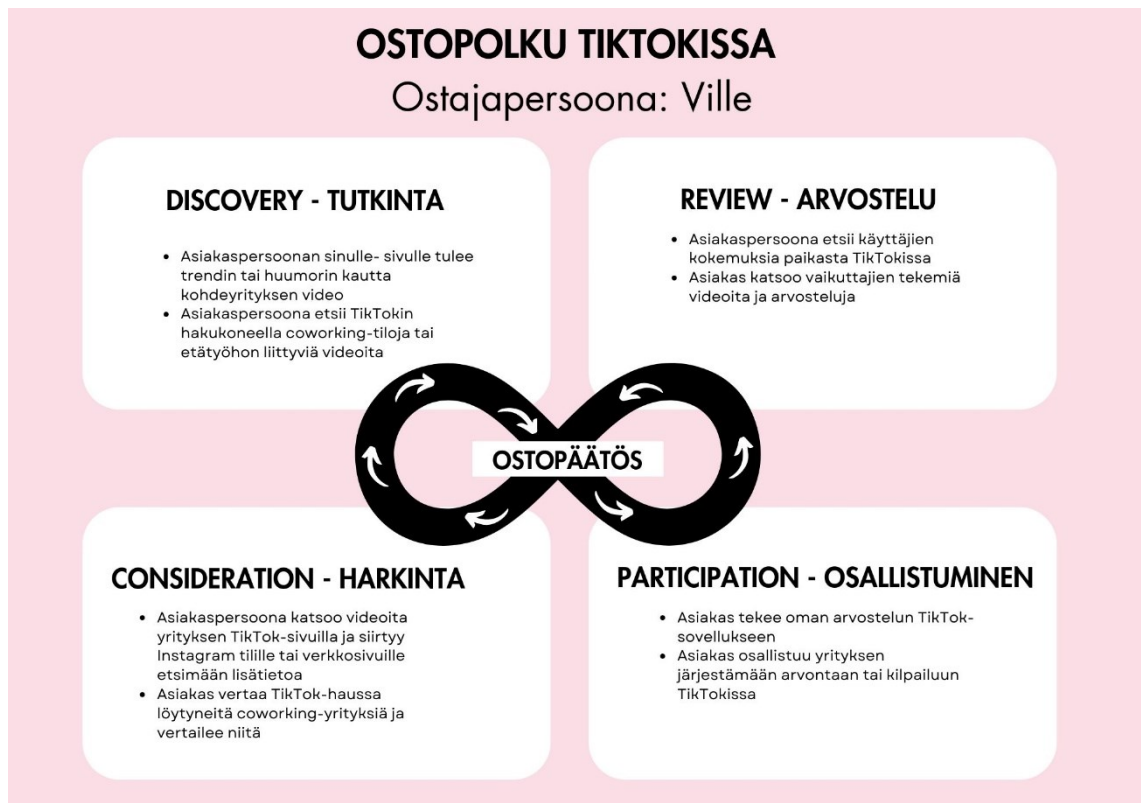 OSTOPOLKU TIKTOKISSA
Ostajapersoona: Ville
DISCOVERY - TUTKINTA
• Asiakaspersoonan sinulle- sivulle tulee
trendin tai huumorin kautta
kohdeyrityksen video
• Asiakaspersoona etsii TikTokin
hakukoneella coworking-tiloja tai
etätyöhon liittyviä videoita
REVIEW - ARVOSTELU
• Asiakaspersoona etsii käyttäjien
kokemuksia paikasta TikTokissa
• Asiakas katsoo vaikuttajien tekemiä
videoita ja arvosteluja
OSTOPÄÄTÖS
CONSIDERATION - HARKINTA
• Asiakaspersoona katsoo videoita
yrityksen TikTok-sivuilla ja siirtyy
Instagram tilille tai verkkosivuille
etsimään lisätietoa
• Asiakas vertaa TikTok-haussa
löytyneitä coworking-yrityksiä ja
vertailee niitä
PARTICIPATION - OSALLISTUMINEN
• Asiakas tekee oman arvostelun TikTok-
sovellukseen
• Asiakas osallistuu yrityksen
järjestämään arvontaan tai kilpailuun
TikTokissa